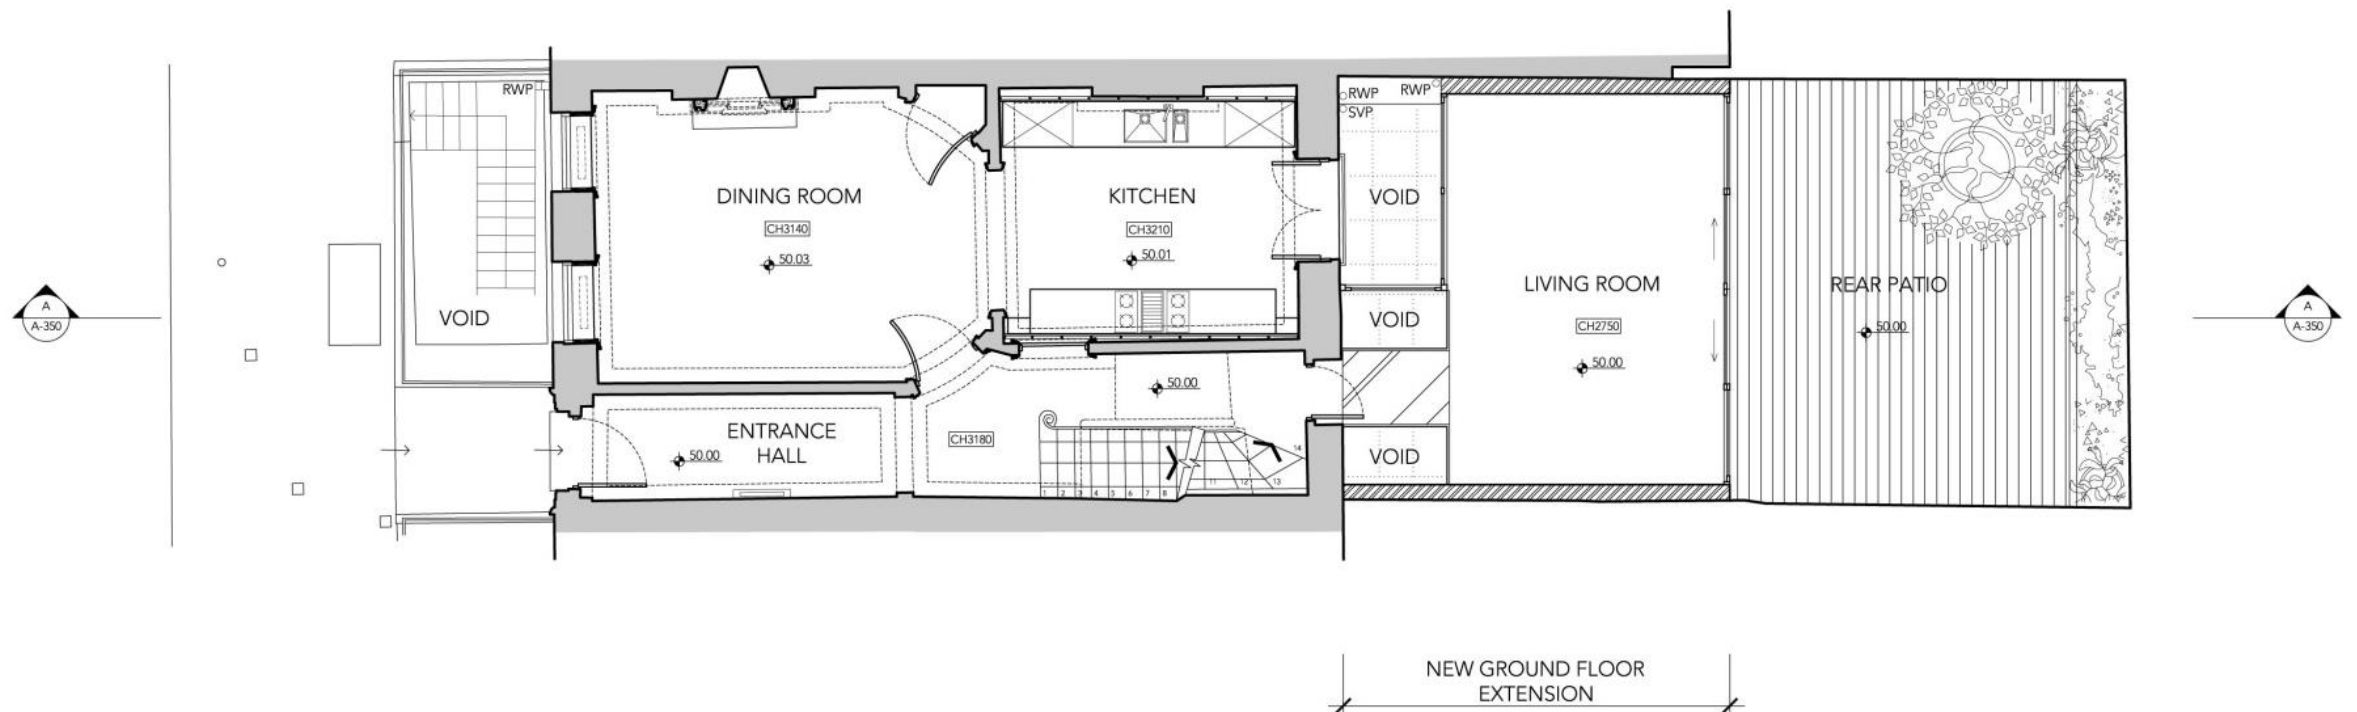 RWP
RWP
RWP
SVP
DINING ROOM
CH3140
50.03
KITCHEN
CH3210
50.01
VOID
VOID
LIVING ROOM
CH2750
50.00
REAR PATIO
50.00
A
A-350
A
A-350
VOID
VOID
50.00
ENTRANCE
HALL
50.00
CH3180
1 2 3 4 5 6 7 8
11 12 13 14
NEW GROUND FLOOR
EXTENSION